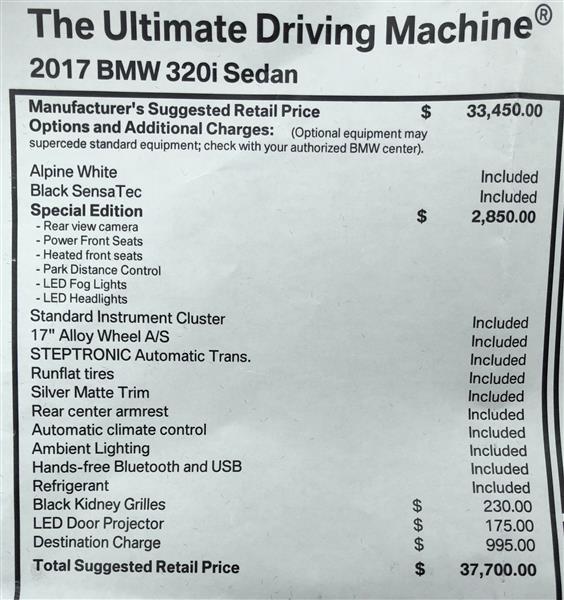 The Ultimate Driving Machine®
2017 BMW 320i Sedan
Manufacturer's Suggested Retail Price $ 33,450.00
Options and Additional Charges: (Optional equipment may
supercede standard equipment; check with your authorized BMW center).
Alpine White Included
Black SensaTec Included
Special Edition $ 2,850.00
- Rear view camera
- Power Front Seats
- Heated front seats
- Park Distance Control
- LED Fog Lights
- LED Headlights
Standard Instrument Cluster Included
17" Alloy Wheel A/S Included
STEPTRONIC Automatic Trans. Included
Runflat tires Included
Silver Matte Trim Included
Rear center armrest Included
Automatic climate control Included
Ambient Lighting Included
Hands-free Bluetooth and USB Included
Refrigerant Included
Black Kidney Grilles $ 230.00
LED Door Projector $ 175.00
Destination Charge $ 995.00
Total Suggested Retail Price $ 37,700.00